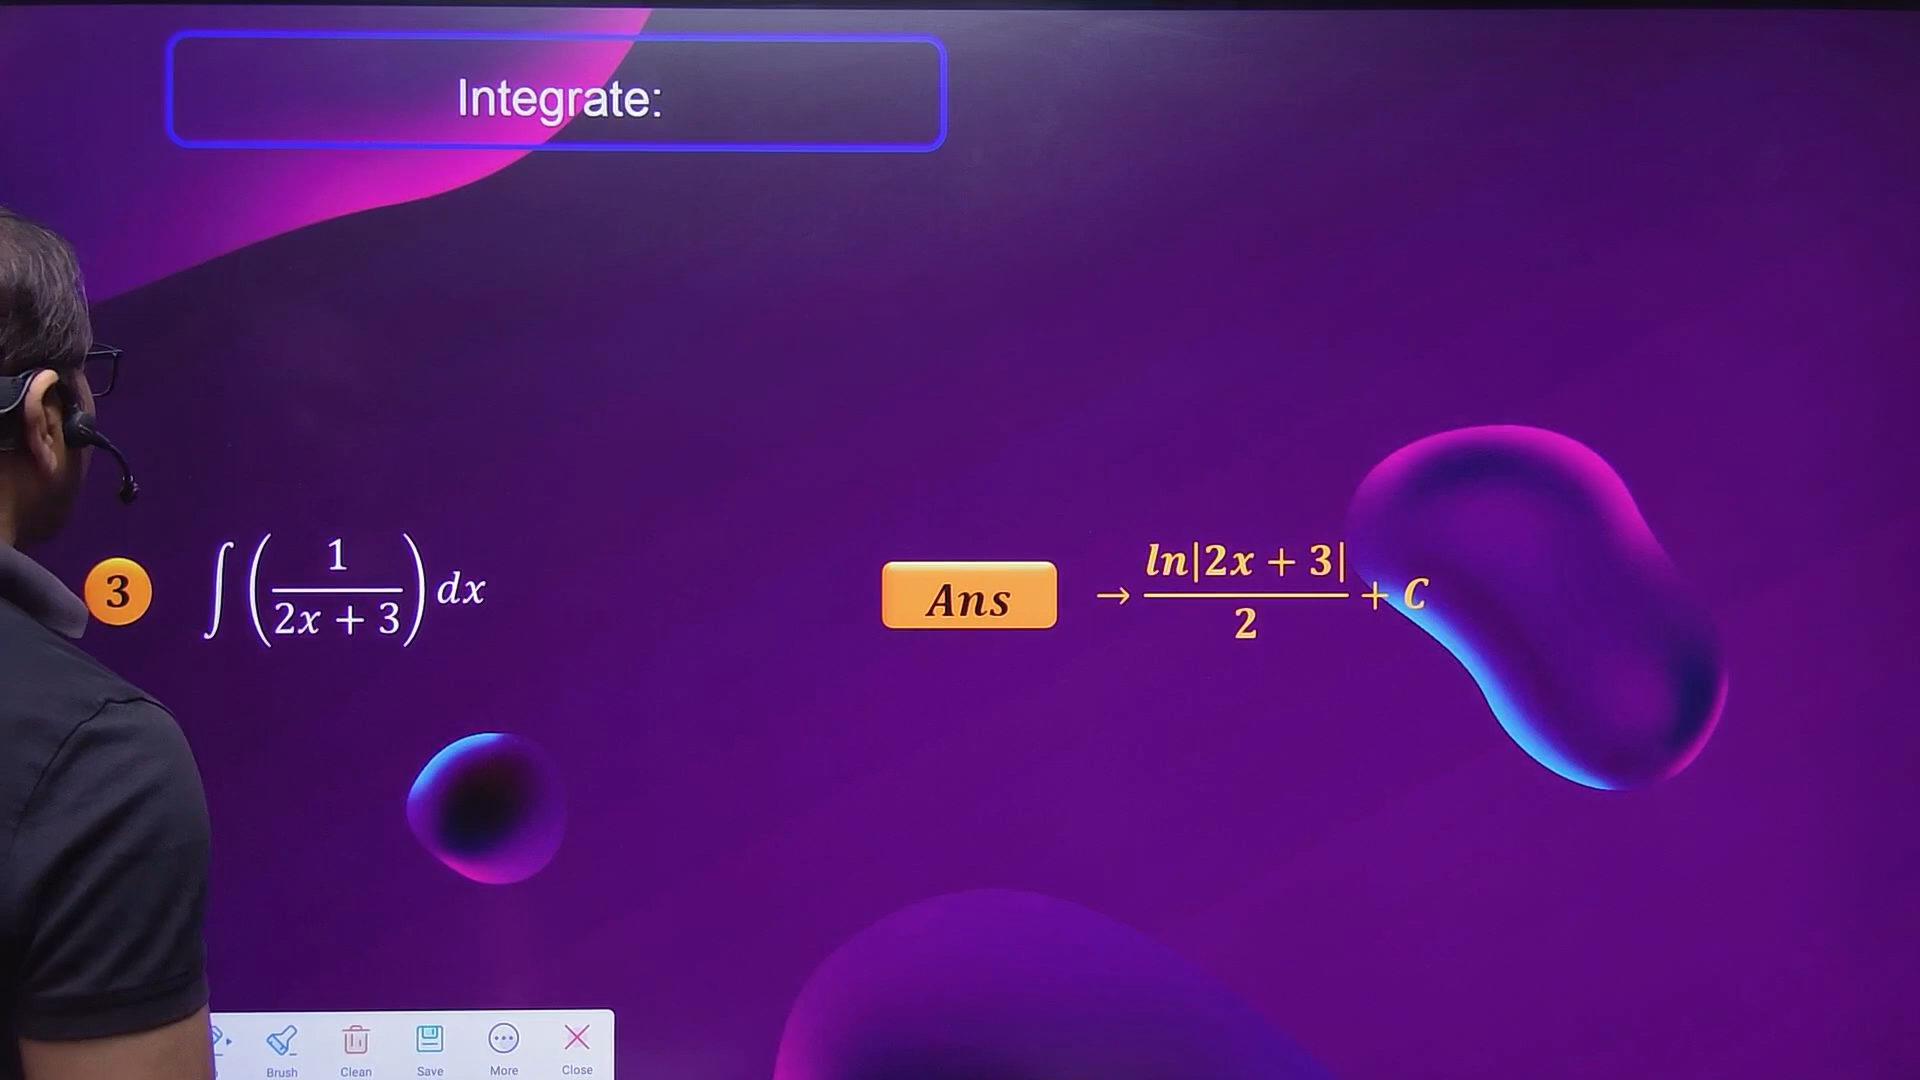 Integrate:
3 ∫ (1/(2x + 3)) dx
Ans → ln|2x + 3|/2 + C
Brush Clean Save More Close